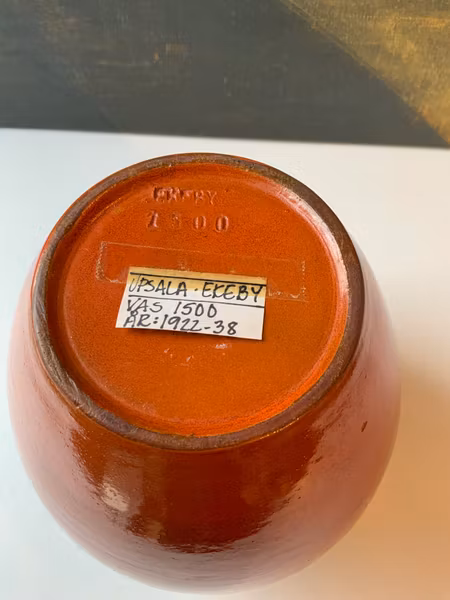 EKEBY
1500
UPSALA·EKEBY
VAS 1500
ÅR:1922-38